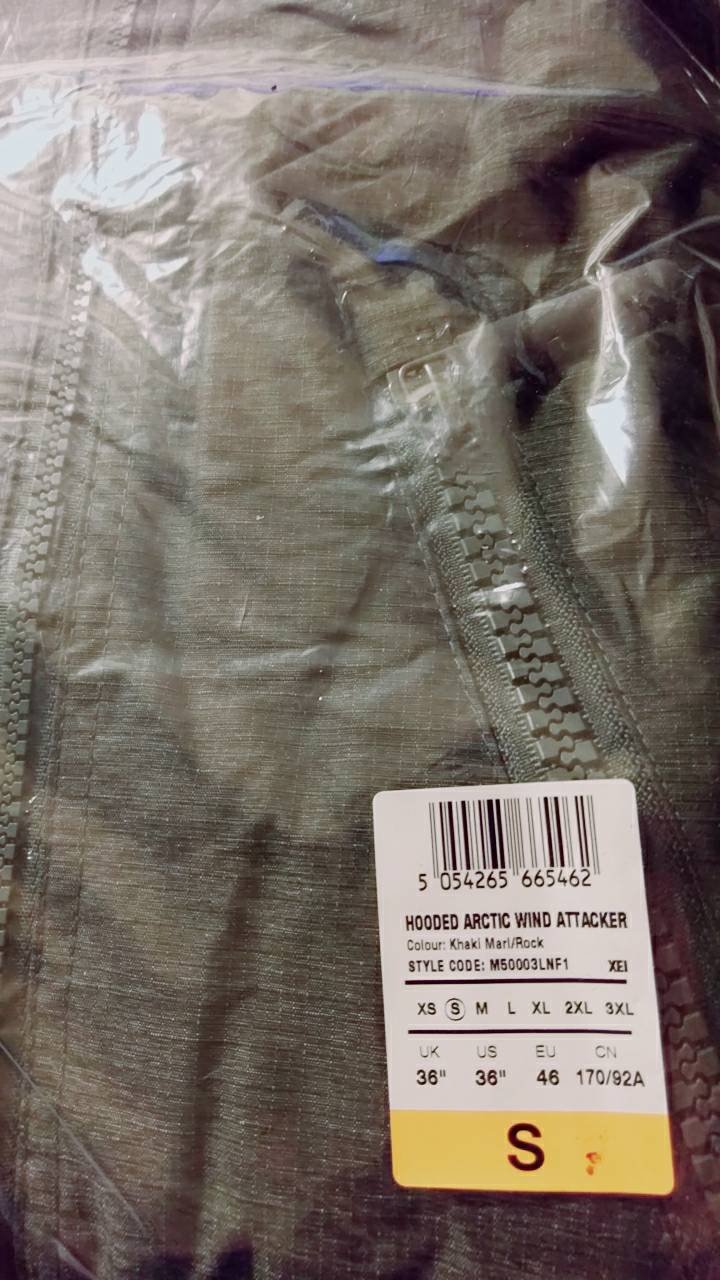 5 054265 665462
HOODED ARCTIC WIND ATTACKER
Colour: Khaki Marl/Rock
STYLE CODE: M50003LNF1 XEI
XS S M L XL 2XL 3XL
UK US EU CN
36" 36" 46 170/92A
S